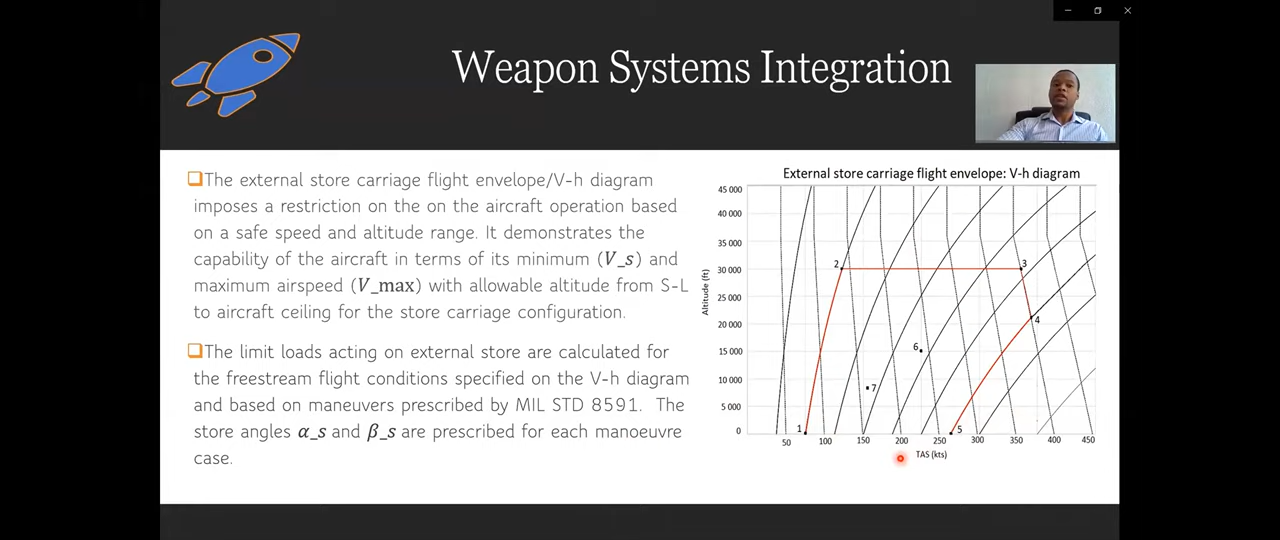 Weapon Systems Integration
❑The external store carriage flight envelope/V-h diagram
imposes a restriction on the on the aircraft operation based
on a safe speed and altitude range. It demonstrates the
capability of the aircraft in terms of its minimum (V_s) and
maximum airspeed (V_max) with allowable altitude from S-L
to aircraft ceiling for the store carriage configuration.
❑The limit loads acting on external store are calculated for
the freestream flight conditions specified on the V-h diagram
and based on maneuvers prescribed by MIL STD 8591. The
store angles α_s and β_s are prescribed for each manoeuvre
case.
External store carriage flight envelope: V-h diagram
45 000
40 000
35 000
30 000
25 000
20 000
15 000
10 000
5 000
0
Altitude (ft)
2
3
4
6
7
1
5
50 100 150 200 250 300 350 400 450
TAS (kts)